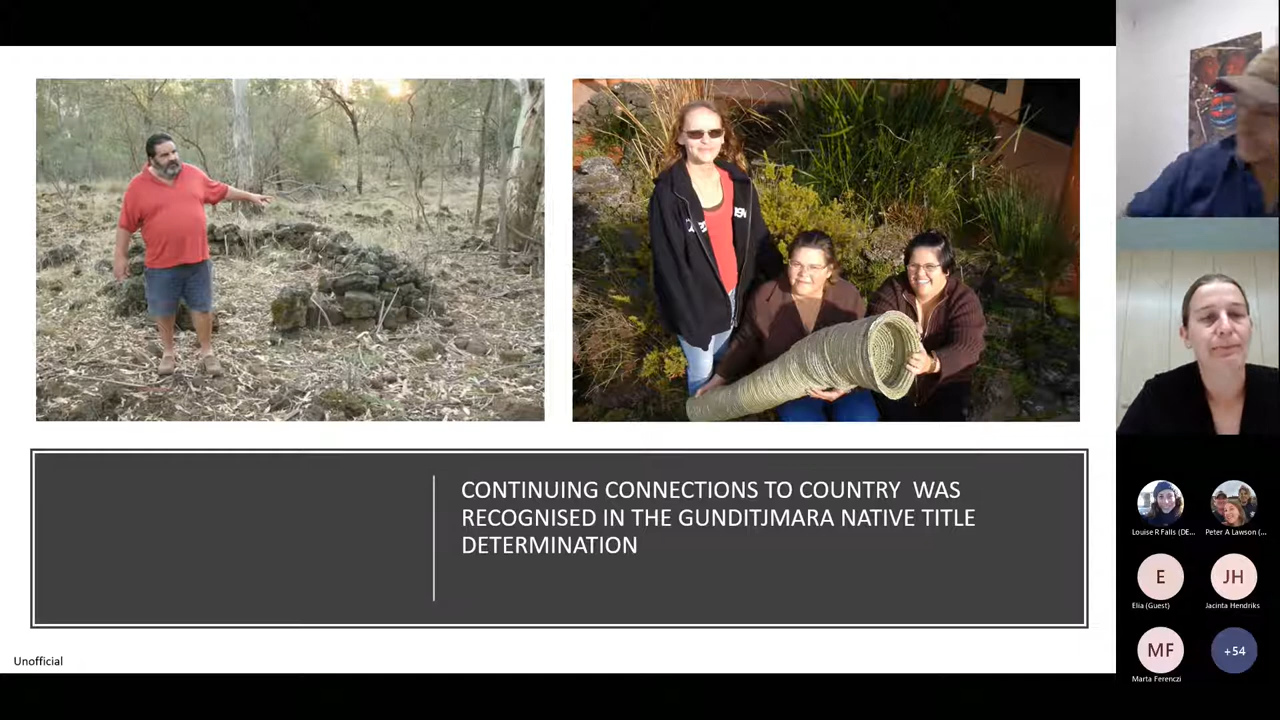 CONTINUING CONNECTIONS TO COUNTRY  WAS
RECOGNISED IN THE GUNDITJMARA NATIVE TITLE
DETERMINATION
Unofficial
Louise R Falls (DE...
Peter A Lawson (...
E
JH
Elia (Guest)
Jacinta Hendriks
MF
+54
Marta Ferenczi